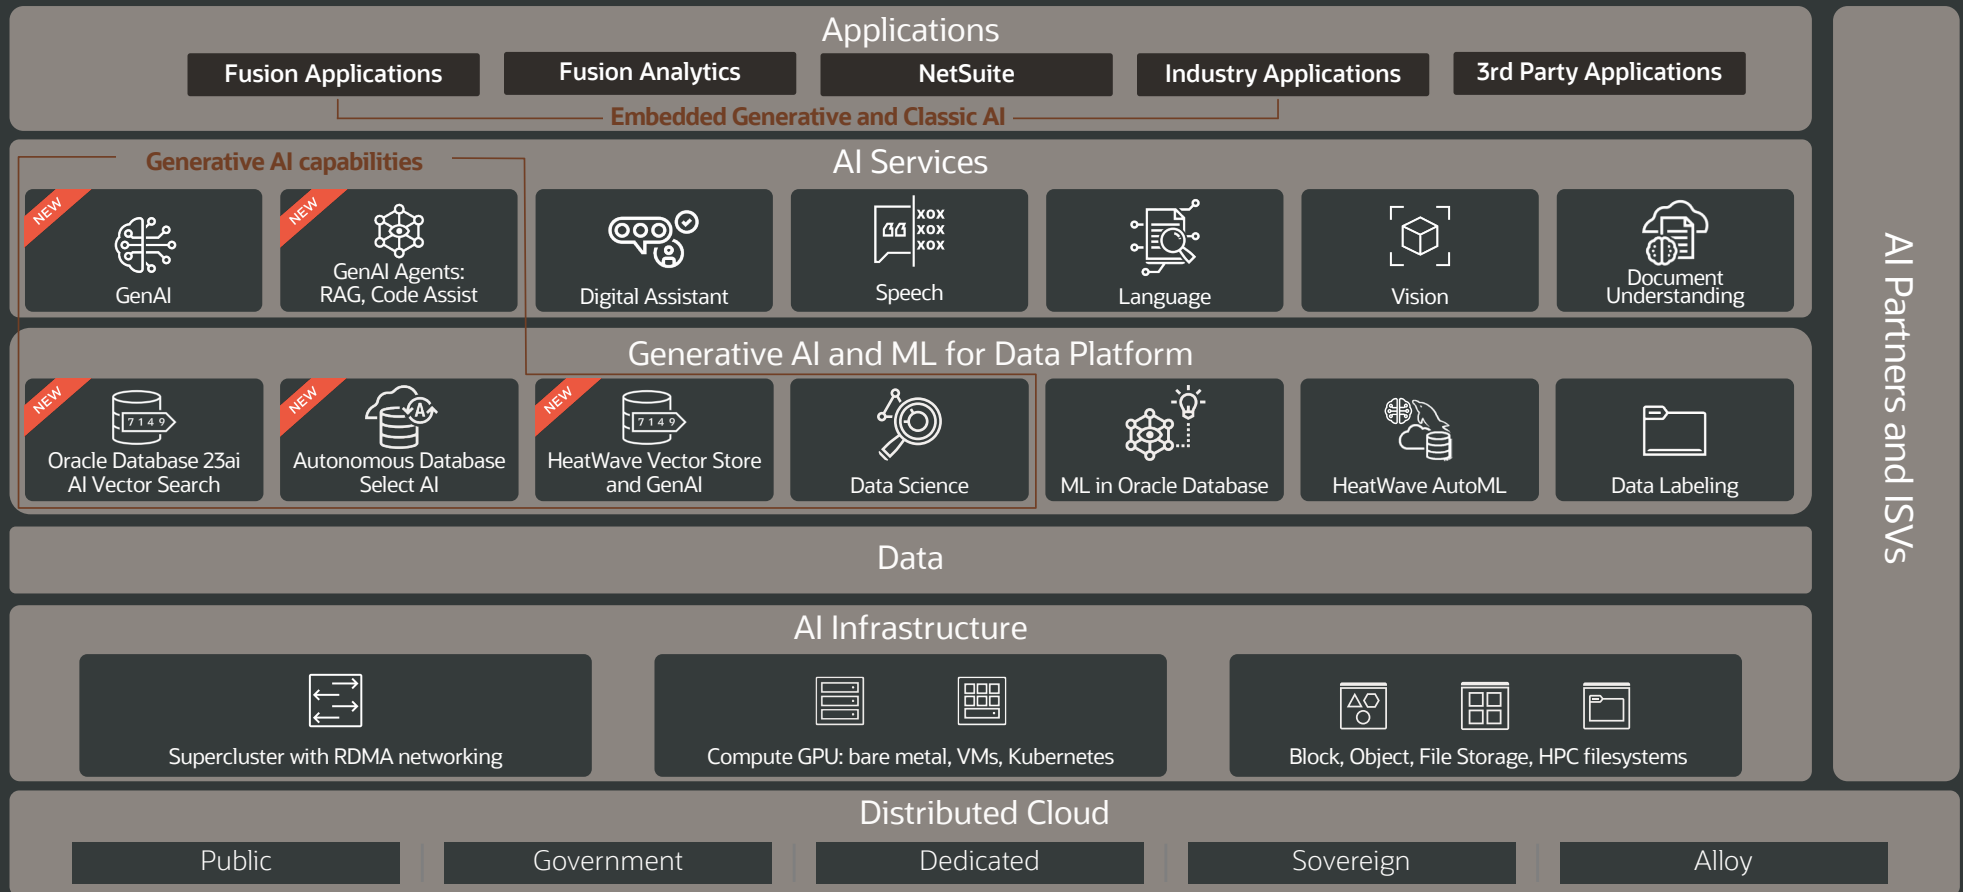 Applications
Fusion Applications
Fusion Analytics
NetSuite
Industry Applications
3rd Party Applications
Embedded Generative and Classic AI
Generative AI capabilities
AI Services
NEW
GenAI
NEW
GenAI Agents:
RAG, Code Assist
Digital Assistant
xox
xox
xox
Speech
Language
Vision
Document
Understanding
Generative AI and ML for Data Platform
NEW
7149
Oracle Database 23ai
AI Vector Search
NEW
A
Autonomous Database
Select AI
NEW
7149
HeatWave Vector Store
and GenAI
Data Science
ML in Oracle Database
HeatWave AutoML
Data Labeling
Data
AI Infrastructure
Supercluster with RDMA networking
Compute GPU: bare metal, VMs, Kubernetes
Block, Object, File Storage, HPC filesystems
AI Partners and ISVs
Distributed Cloud
Public
Government
Dedicated
Sovereign
Alloy